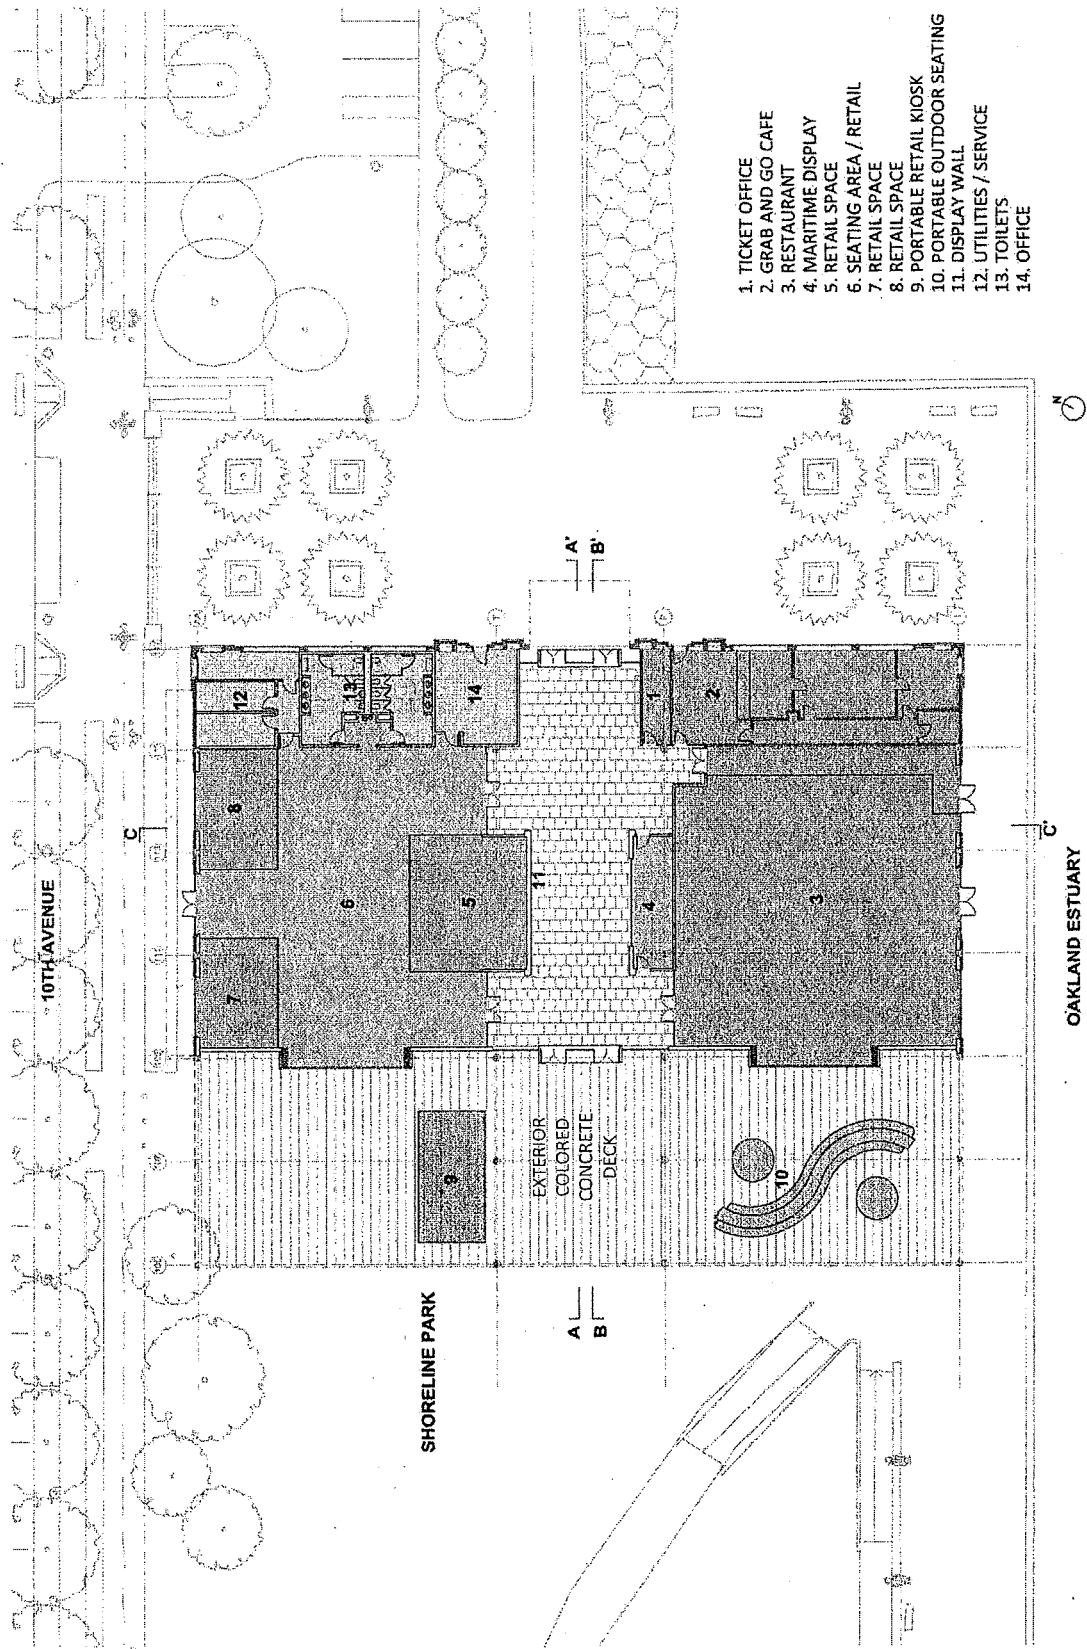 10TH AVENUE
C
12
13
14
8
7
6
5
11
4
1
2
3
A'
B'
9
EXTERIOR
COLORED
CONCRETE
DECK
10
A
B
SHORELINE PARK
C'
OAKLAND ESTUARY
N
1. TICKET OFFICE
2. GRAB AND GO CAFE
3. RESTAURANT
4. MARITIME DISPLAY
5. RETAIL SPACE
6. SEATING AREA / RETAIL
7. RETAIL SPACE
8. RETAIL SPACE
9. PORTABLE RETAIL KIOSK
10. PORTABLE OUTDOOR SEATING
11. DISPLAY WALL
12. UTILITIES / SERVICE
13. TOILETS
14. OFFICE